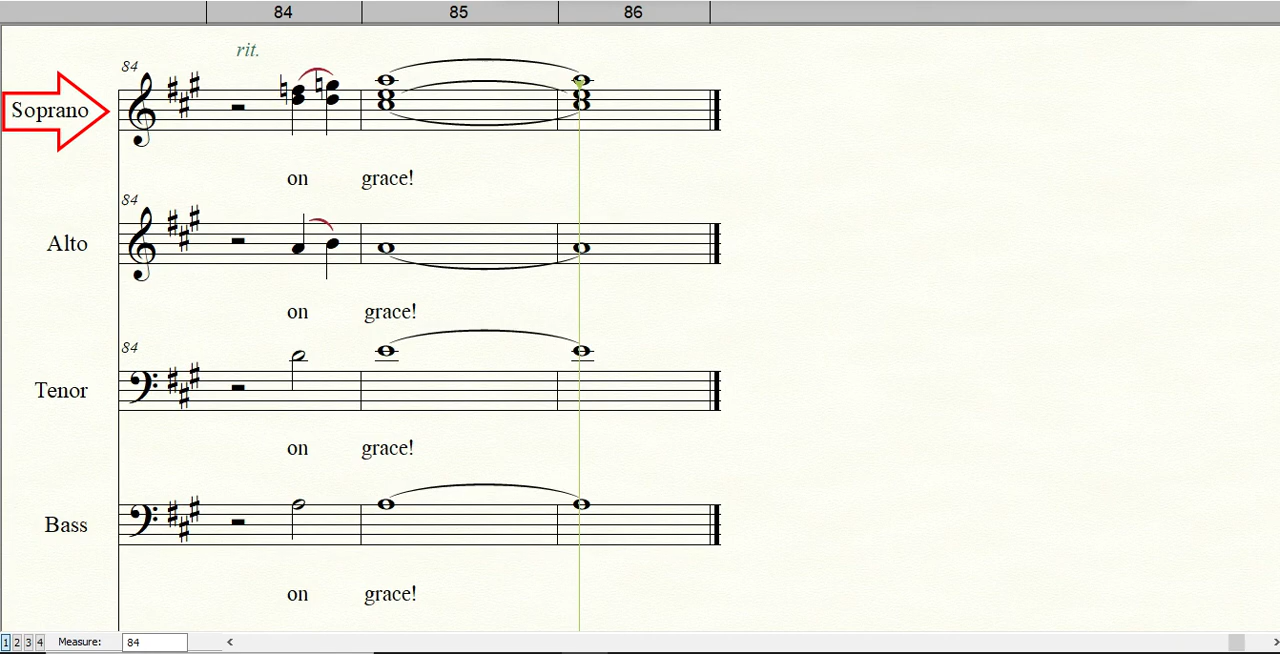 84 85 86
rit.
84
Soprano
on grace!
84
Alto
on grace!
84
Tenor
on grace!
Bass
on grace!
1 2 3 4 Measure: 84